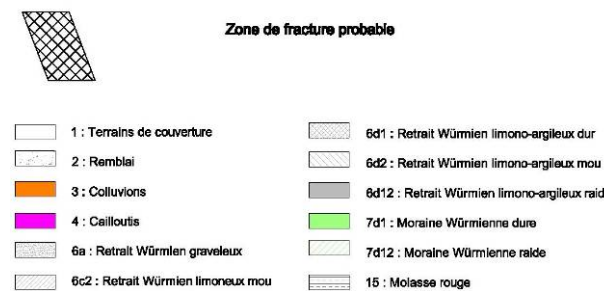 Zone de fracture probable
1 : Terrains de couverture
2 : Remblai
3 : Colluvions
4 : Cailloutis
6a : Retrait Würmien graveleux
6c2 : Retrait Würmien limoneux mou
6d1 : Retrait Würmien limono-argileux dur
6d2 : Retrait Würmien limono-argileux mou
6d12 : Retrait Würmien limono-argileux raid
7d1 : Moraine Würmienne dure
7d12 : Moraine Würmienne raide
15 : Molasse rouge